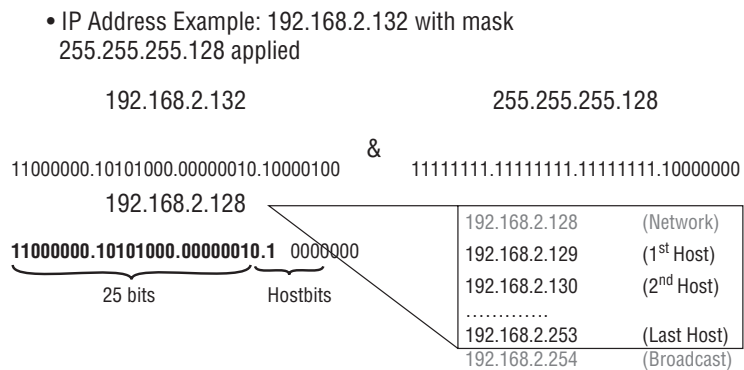 • IP Address Example: 192.168.2.132 with mask
255.255.255.128 applied
192.168.2.132 255.255.255.128
&
11000000.10101000.00000010.10000100 11111111.11111111.11111111.10000000
192.168.2.128
11000000.10101000.00000010.1 0000000
25 bits Hostbits
192.168.2.128 (Network)
192.168.2.129 (1st Host)
192.168.2.130 (2nd Host)
.............
192.168.2.253 (Last Host)
192.168.2.254 (Broadcast)